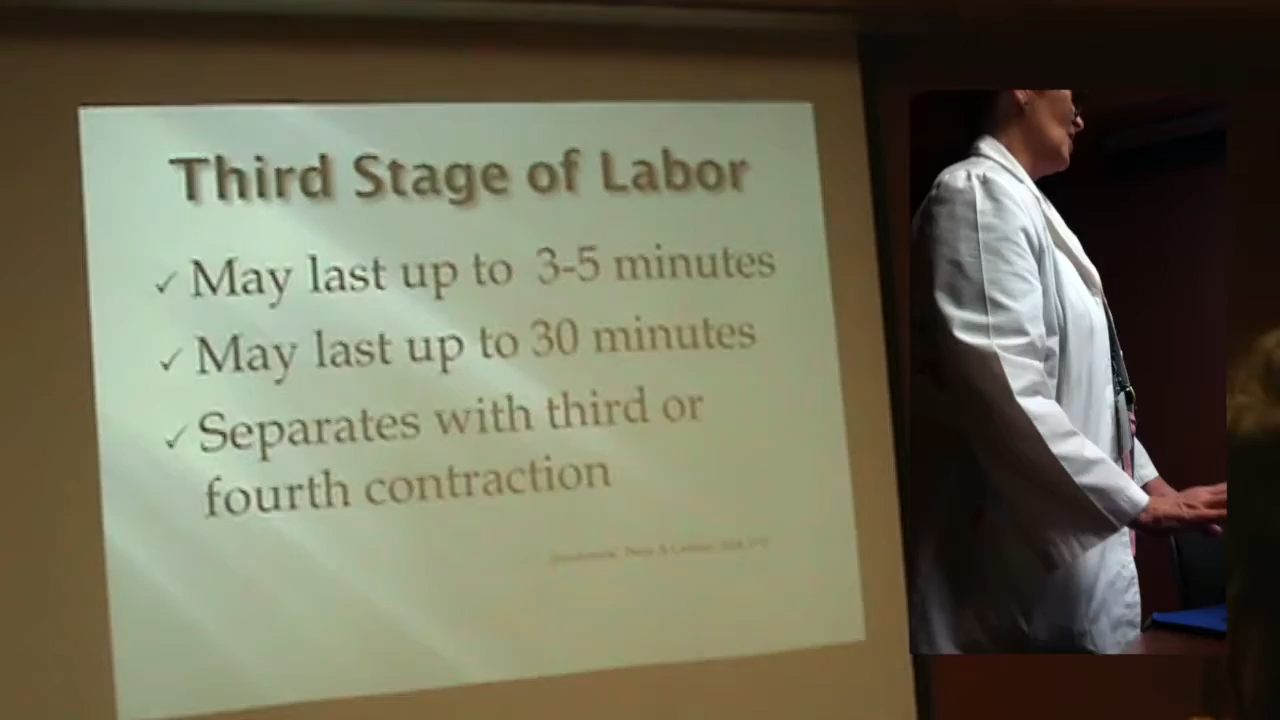 Third Stage of Labor
✓ May last up to 3-5 minutes
✓ May last up to 30 minutes
✓ Separates with third or
fourth contraction